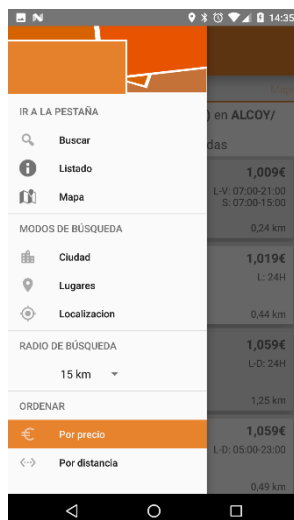 14:35
IR A LA PESTAÑA
Buscar
Listado
Mapa
MODOS DE BÚSQUEDA
Ciudad
Lugares
Localizacion
RADIO DE BÚSQUEDA
15 km
ORDENAR
Por precio
Por distancia
Mapa
) en ALCOY/
das
1,009€
L-V: 07:00-21:00
S: 07:00-15:00
0,24 km
1,019€
L: 24H
0,44 km
1,059€
L-D: 24H
1,25 km
1,059€
L-D: 05:00-23:00
0,49 km